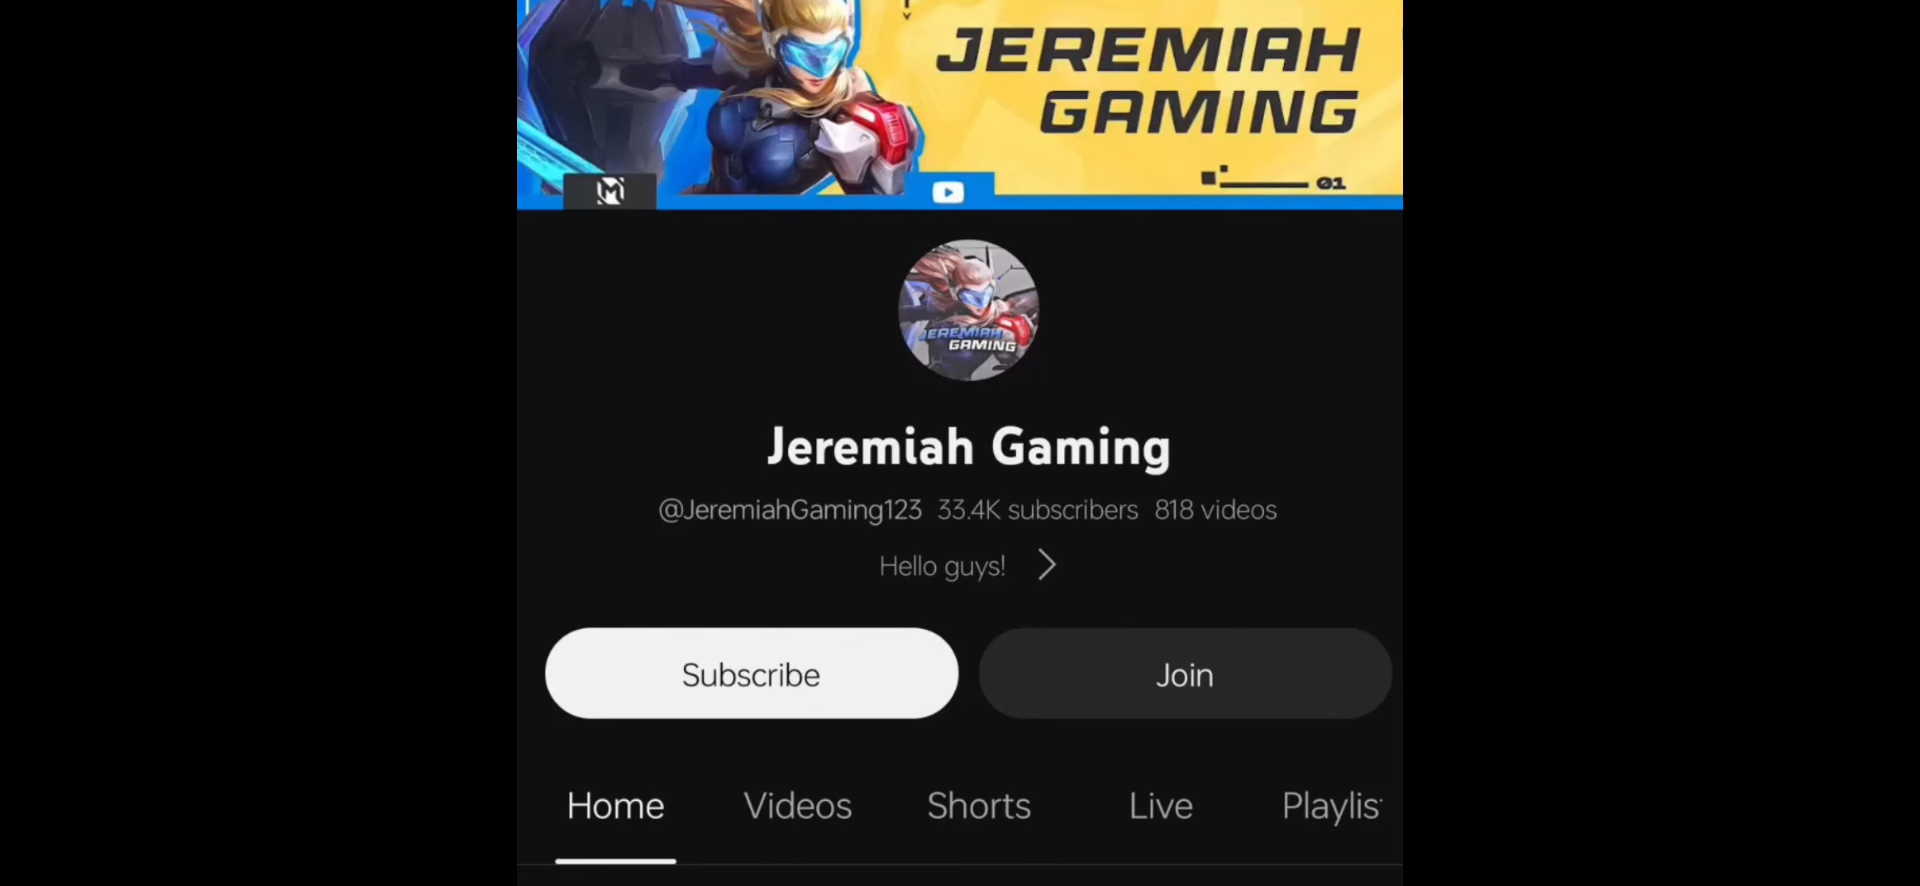 JEREMIAH
GAMING
01
JEREMIAH
GAMING
Jeremiah Gaming
@JeremiahGaming123 33.4K subscribers 818 videos
Hello guys!
Subscribe Join
Home Videos Shorts Live Playlis